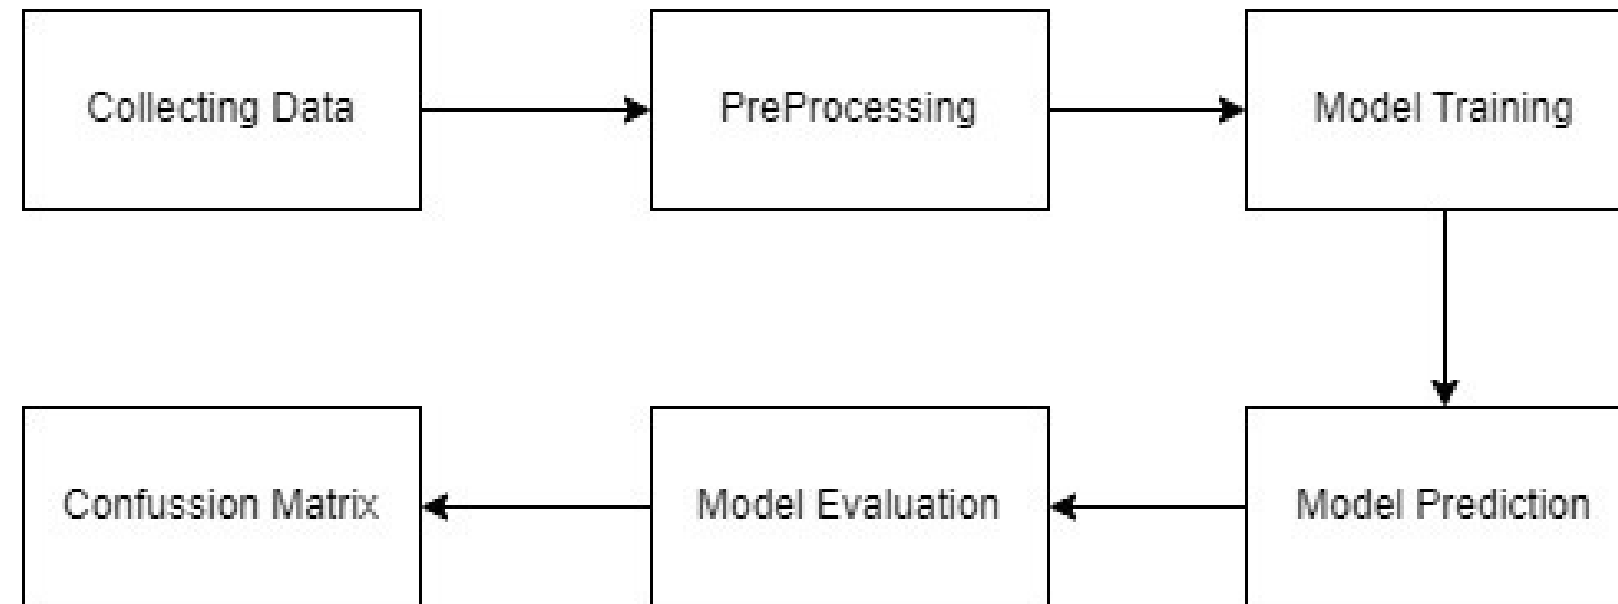 Collecting Data
PreProcessing
Model Training
Confussion Matrix
Model Evaluation
Model Prediction